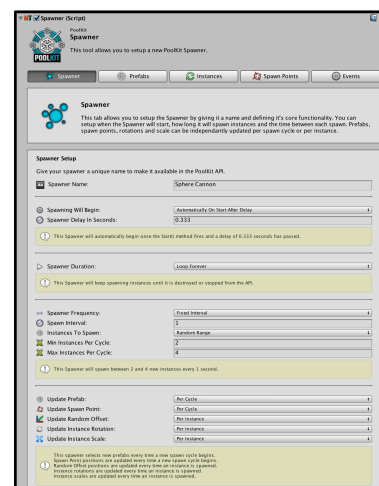 Spawner (Script)
PoolKit
Spawner
This tool allows you to setup a new PoolKit Spawner.
POOLKIT
Spawner Prefabs Instances Spawn Points Events
Spawner
This tab allows you to setup the Spawner by giving it a name and defining it's core functionality. You can
setup when the Spawner will start, how long it will spawn instances and the time between each spawn. Prefabs,
spawn points, rotations and scale can be independantly updated per spawn cycle or per instance.
Spawner Setup
Give your spawner a unique name to make it available in the PoolKit API.
Spawner Name: Sphere Cannon
Spawning Will Begin: Automatically On Start After Delay
Spawner Delay In Seconds: 0.333
This Spawner will automatically begin once the Start() method fires and a delay of 0.333 seconds has passed.
Spawner Duration: Loop Forever
This Spawner will keep spawning instances until it is destroyed or stopped from the API.
Spawner Frequency: Fixed Interval
Spawn Interval: 1
Instances To Spawn: Random Range
Min Instances Per Cycle: 2
Max Instances Per Cycle: 4
This Spawner will spawn between 2 and 4 new instances every 1 second.
Update Prefab: Per Cycle
Update Spawn Point: Per Cycle
Update Random Offset: Per Instance
Update Instance Rotation: Per Instance
Update Instance Scale: Per Instance
This spawner selects new prefabs every time a new spawn cycle begins.
Spawn Point positions are updated every time a new spawn cycle begins.
Random Offset positions are updated every time an instance is spawned.
Instance rotations are updated every time an instance is spawned.
Instance scales are updated every time an instance is spawned.